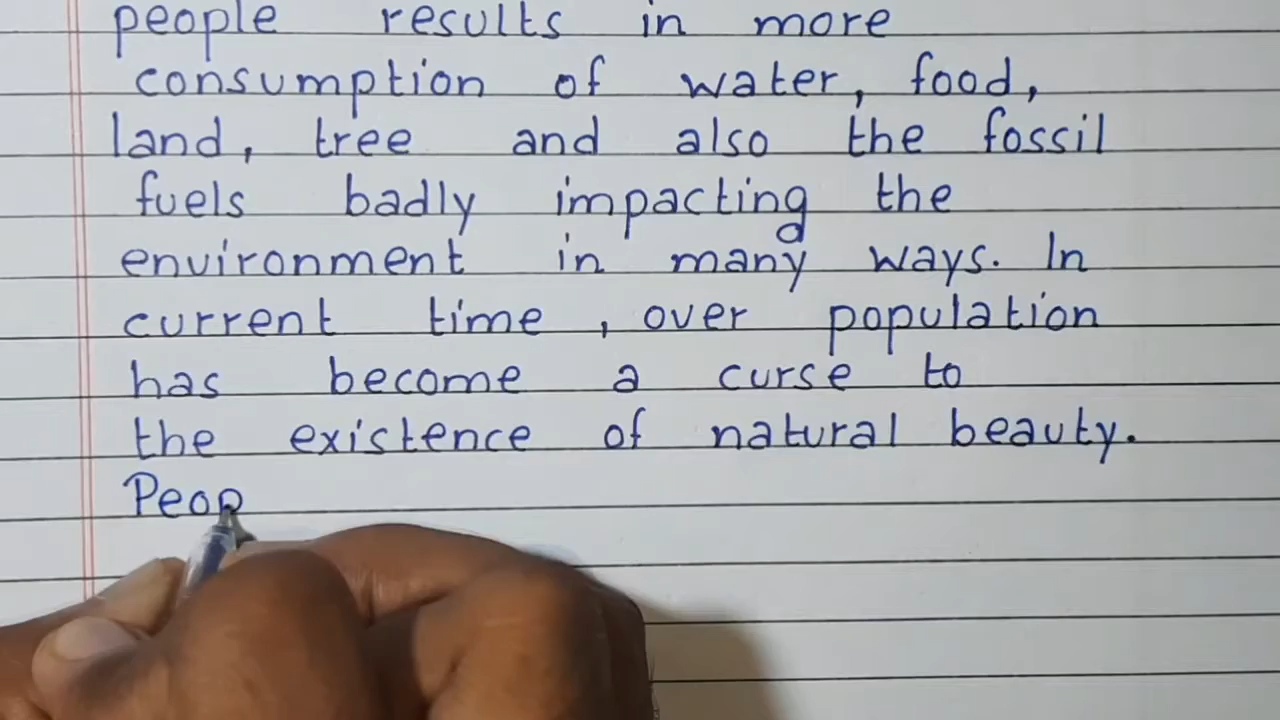 people results in more
consumption of water, food,
land, tree and also the fossil
fuels badly impacting the
environment in many ways. In
current time, over population
has become a curse to
the existence of natural beauty.
Peop